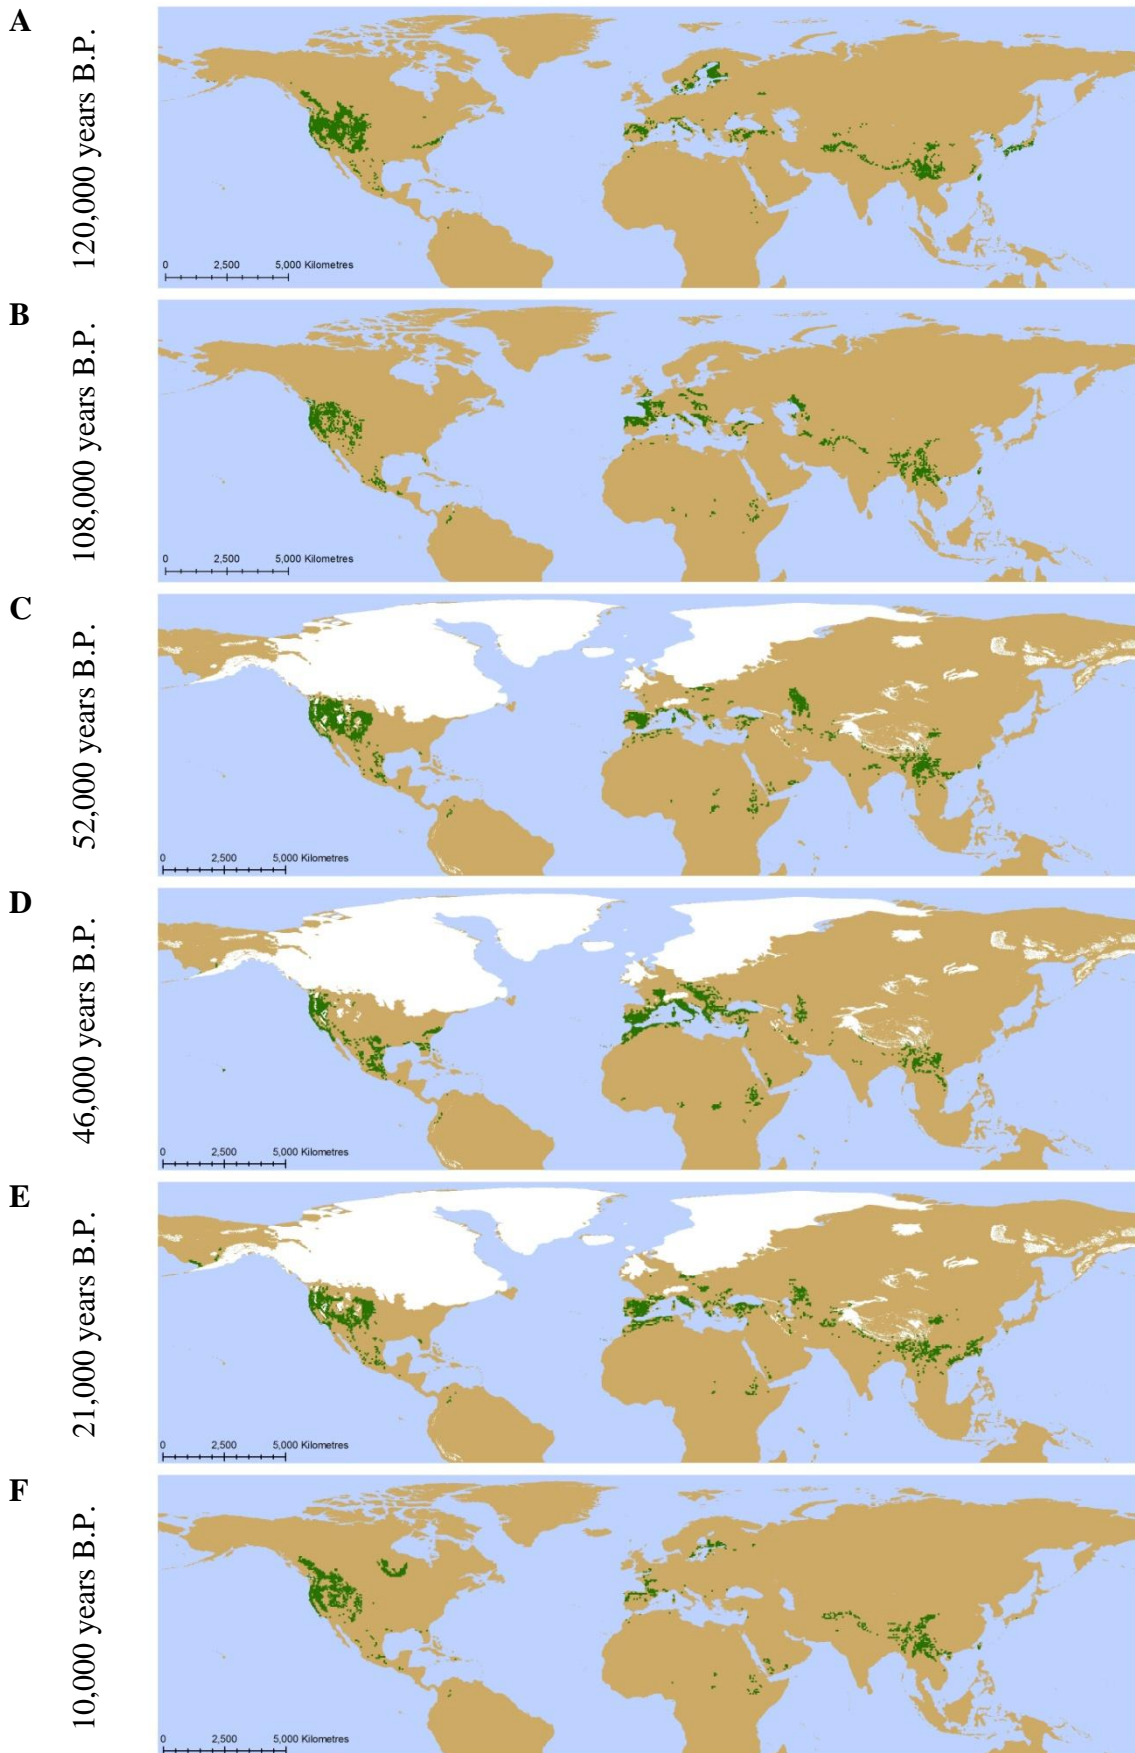 A
120,000 years B.P.
0 2,500 5,000 Kilometres
B
108,000 years B.P.
0 2,500 5,000 Kilometres
C
52,000 years B.P.
0 2,500 5,000 Kilometres
D
46,000 years B.P.
0 2,500 5,000 Kilometres
E
21,000 years B.P.
0 2,500 5,000 Kilometres
F
10,000 years B.P.
0 2,500 5,000 Kilometres